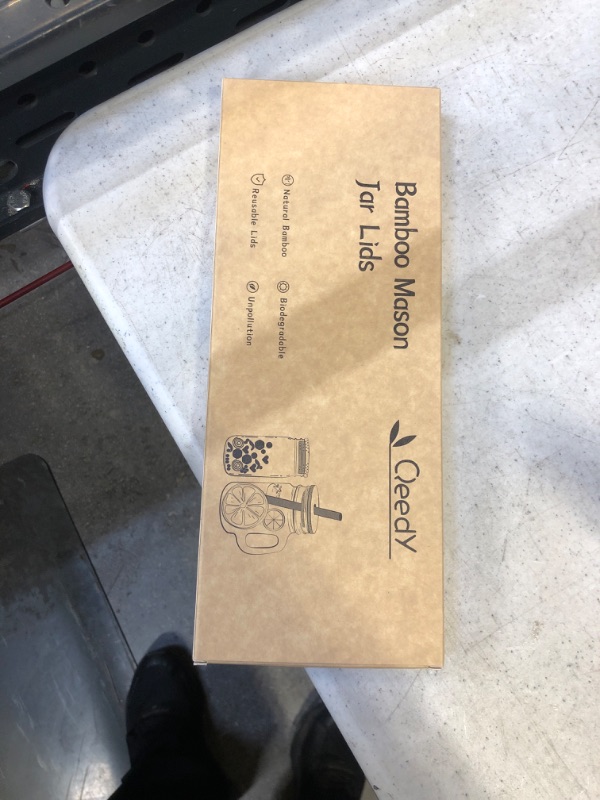 Bamboo Mason
Jar Lids
QeedY
Natural Bamboo
Biodegradable
Reusable Lids
Unpollution